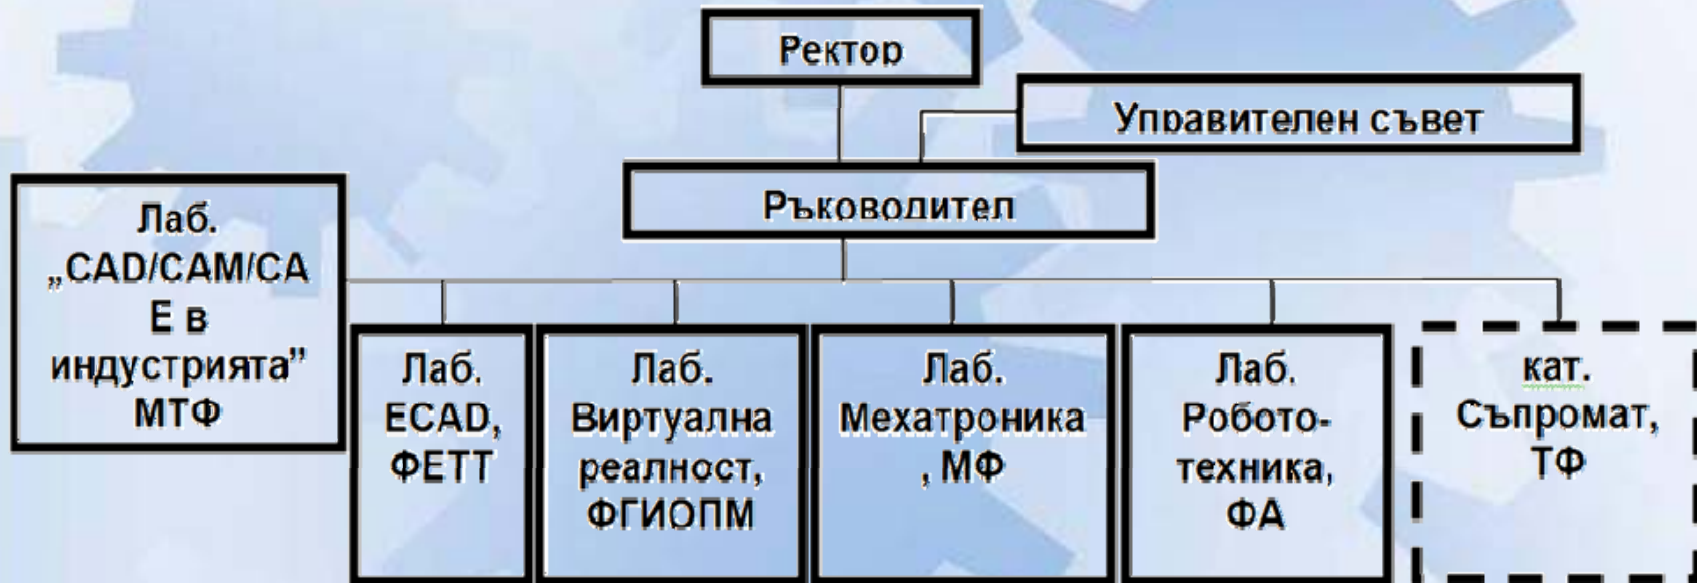 Ректор
Управителен съвет
Ръководител
Лаб.
„CAD/CAM/CA
E в
индустрията”
МТФ
Лаб.
ECAD,
ФЕТТ
Лаб.
Виртуална
реалност,
ФГИОПМ
Лаб.
Мехатроника
, МФ
Лаб.
Робото-
техника,
ФА
кат.
Съпромат,
ТФ